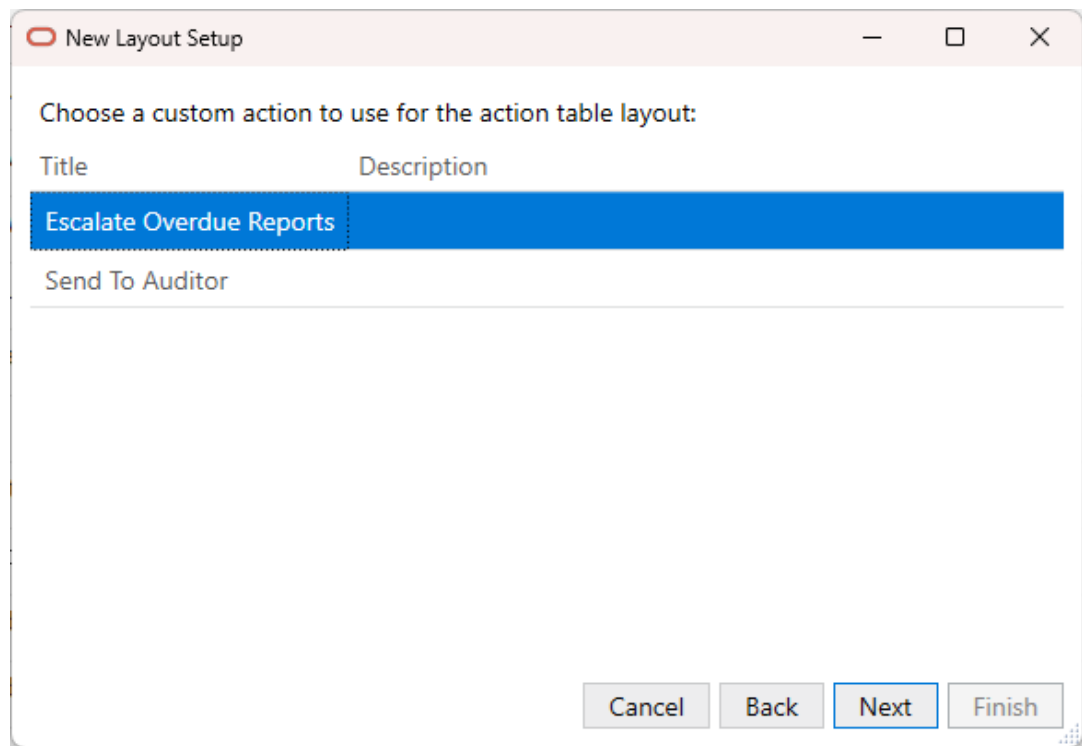 New Layout Setup
Choose a custom action to use for the action table layout:
Title Description
Escalate Overdue Reports
Send To Auditor
Cancel Back Next Finish